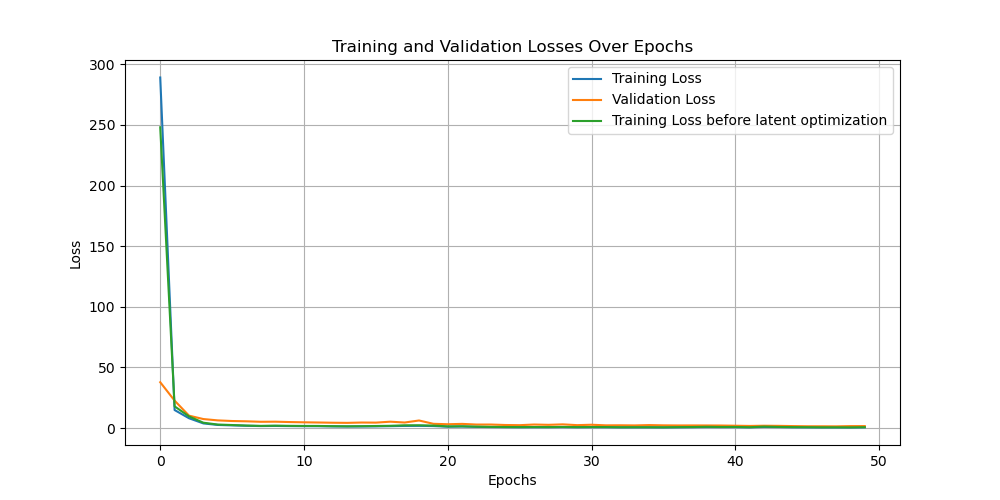 Training and Validation Losses Over Epochs
Training Loss
Validation Loss
Training Loss before latent optimization
Loss
300
250
200
150
100
50
0
0 10 20 30 40 50
Epochs